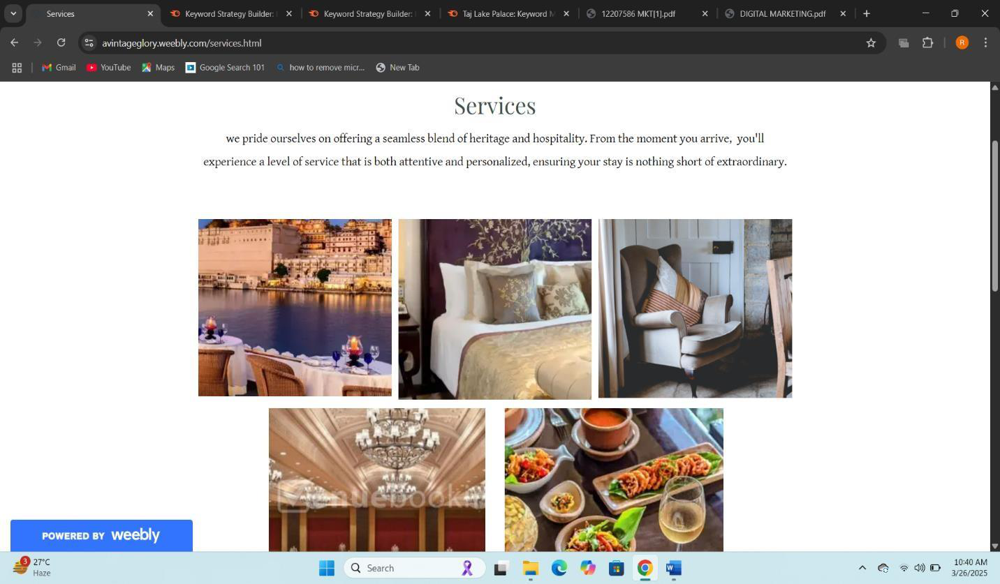 Services
Keyword Strategy Builder:
Keyword Strategy Builder:
Taj Lake Palace: Keyword M
12207586 MKT[1].pdf
DIGITAL MARKETING.pdf
avintageglory.weebly.com/services.html
R
Gmail
YouTube
Maps
Google Search 101
how to remove micr...
New Tab
Services
we pride ourselves on offering a seamless blend of heritage and hospitality. From the moment you arrive,  you'll
experience a level of service that is both attentive and personalized, ensuring your stay is nothing short of extraordinary.
POWERED BY weebly
3
27°C
Haze
Search
10:40 AM
3/26/2025